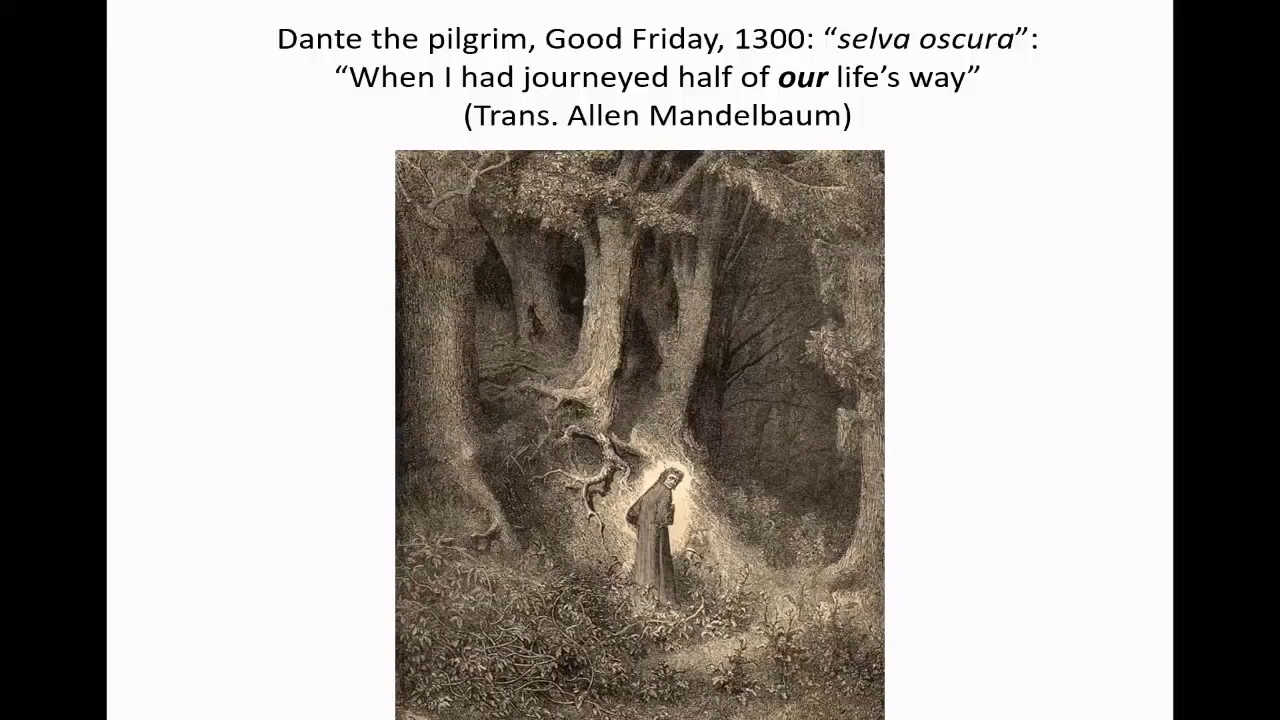 Dante the pilgrim, Good Friday, 1300: “selva oscura”:
“When I had journeyed half of our life’s way”
(Trans. Allen Mandelbaum)